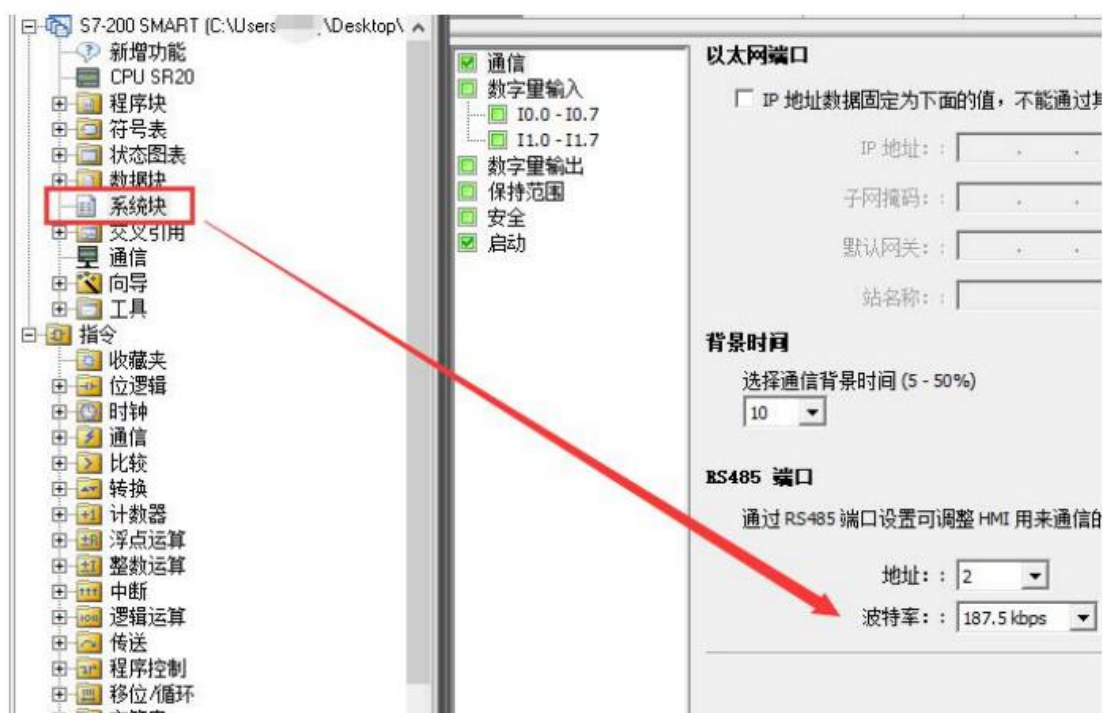 S7-200 SMART (C:\Users \Desktop\
新增功能
CPU SR20
程序块
符号表
状态图表
数据块
系统块
交叉引用
通信
向导
工具
指令
收藏夹
位逻辑
时钟
通信
比较
转换
计数器
浮点运算
整数运算
中断
逻辑运算
传送
程序控制
移位/循环
通信
数字量输入
I0.0 - I0.7
I1.0 - I1.7
数字量输出
保持范围
安全
启动
以太网端口
IP 地址数据固定为下面的值，不能通过其
IP 地址：:
子网掩码：:
默认网关：:
站名称：:
背景时间
选择通信背景时间 (5 - 50%)
10
RS485 端口
通过 RS485 端口设置可调整 HMI 用来通信的
地址：: 2
波特率：: 187.5 kbps